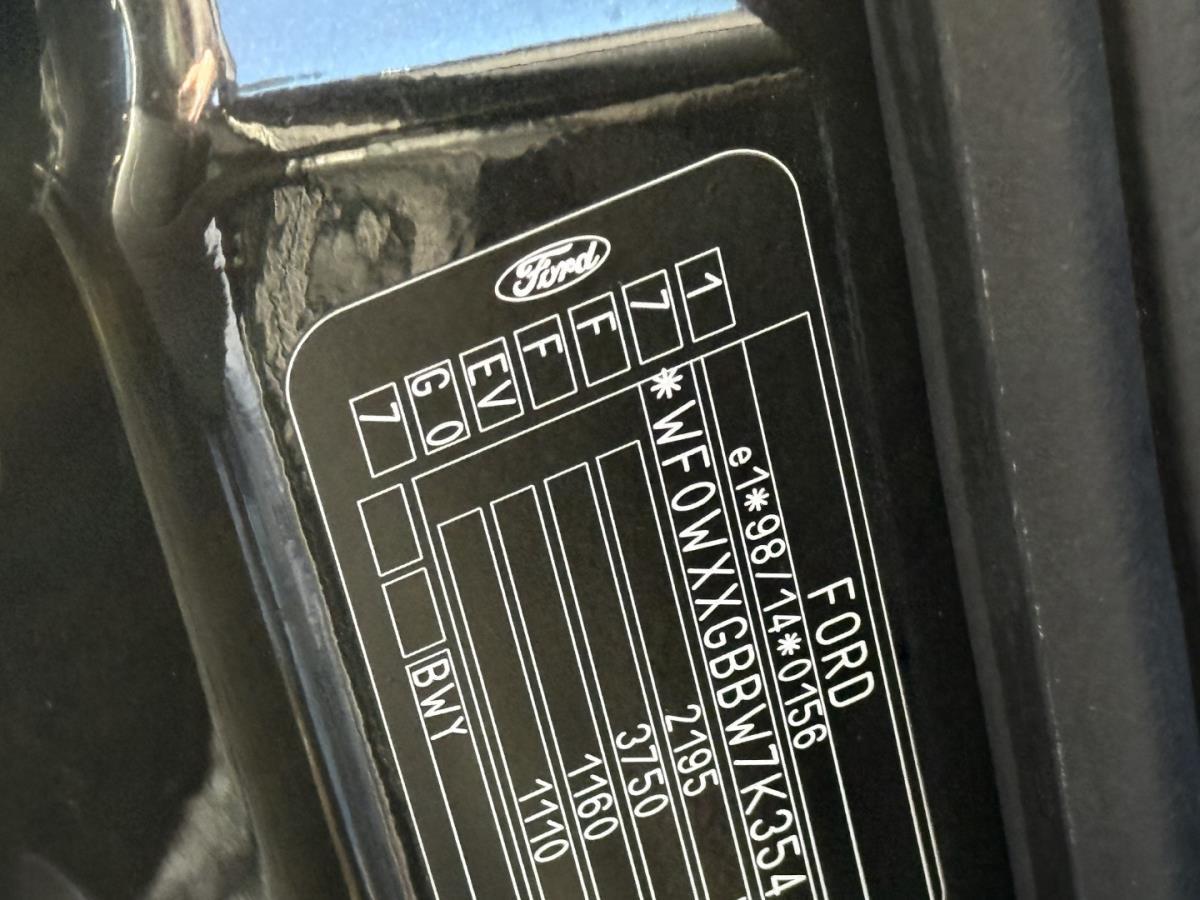 Ford
1 7 F F EV G 0 7
FORD
e1*98/14*0156
*WF0WXXGBBW7K354
2195
3750
1160
1110
BWY